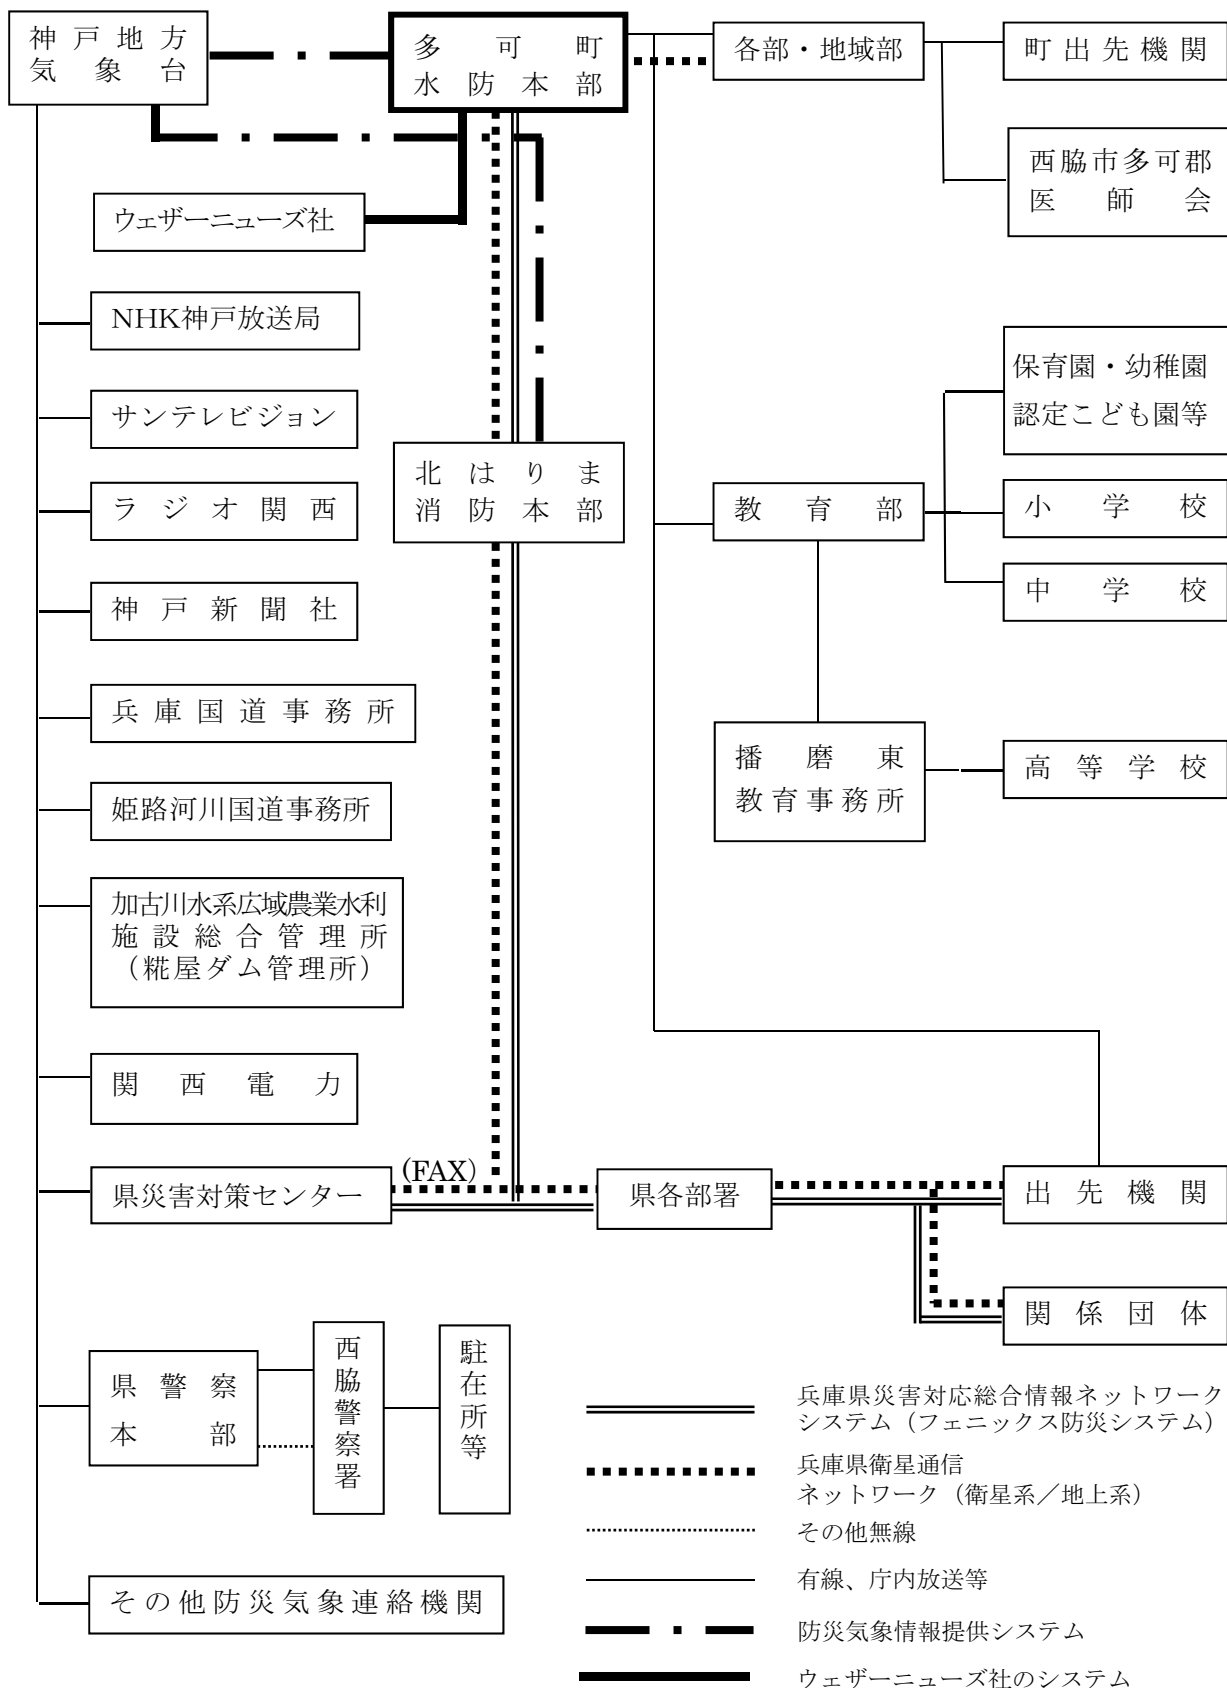 神戸地方
気象台
多可町
水防本部
各部・地域部
町出先機関
西脇市多可郡
医師会
ウェザーニューズ社
NHK神戸放送局
サンテレビジョン
ラジオ関西
神戸新聞社
兵庫国道事務所
姫路河川国道事務所
加古川水系広域農業水利
施設総合管理所
（糀屋ダム管理所）
関西電力
県災害対策センター
(FAX)
県各部署
北はりま
消防本部
保育園・幼稚園
認定こども園等
教育部
小学校
中学校
播磨東
教育事務所
高等学校
出先機関
関係団体
県警察
本部
西脇警察署
駐在所等
その他防災気象連絡機関
兵庫県災害対応総合情報ネットワーク
システム（フェニックス防災システム）
兵庫県衛星通信
ネットワーク（衛星系／地上系）
その他無線
有線、庁内放送等
防災気象情報提供システム
ウェザーニューズ社のシステム